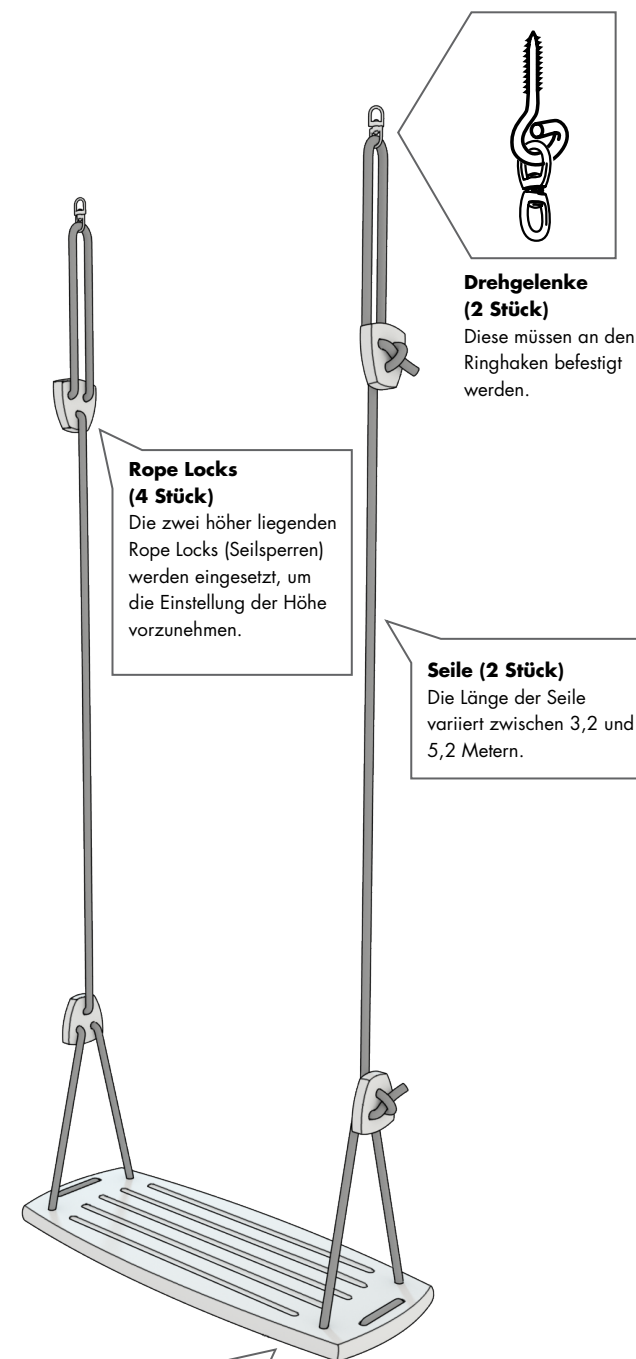 Drehgelenke
(2 Stück)
Diese müssen an den
Ringhaken befestigt
werden.
Rope Locks
(4 Stück)
Die zwei höher liegenden
Rope Locks (Seilsperren)
werden eingesetzt, um
die Einstellung der Höhe
vorzunehmen.
Seile (2 Stück)
Die Länge der Seile
variiert zwischen 3,2 und
5,2 Metern.